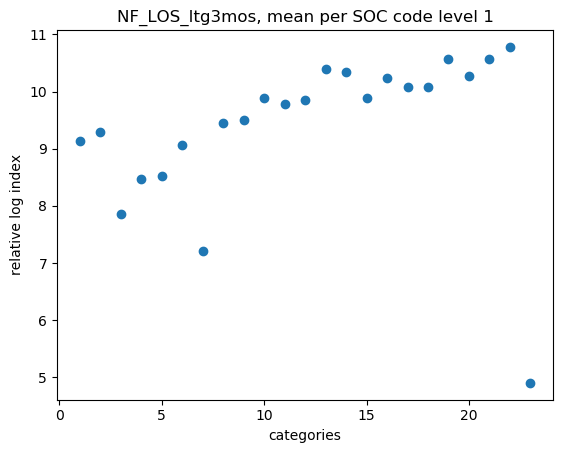 NF_LOS_ltg3mos, mean per SOC code level 1
11
10
9
8
7
6
5
relative log index
0 5 10 15 20
categories